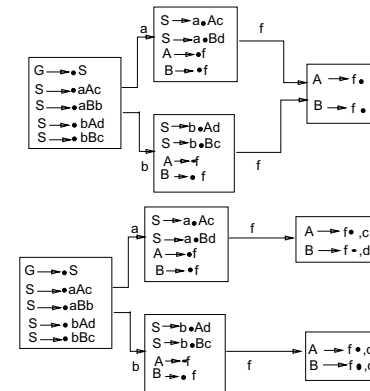 G → • S
S → • aAc
S → • aBb
S → • bAd
S → • bBc
a
S → a • Ac
S → a • Bd
A → • f
B → • f
f
b
S → b • Ad
S → b • Bc
A → • f
B → • f
f
A → f •
B → f •
G → • S
S → • aAc
S → • aBb
S → • bAd
S → • bBc
a
S → a • Ac
S → a • Bd
A → • f
B → • f
f
A → f • ,c
B → f • ,d
b
S → b • Ad
S → b • Bc
A → • f
B → • f
f
A → f • ,
B → f • ,